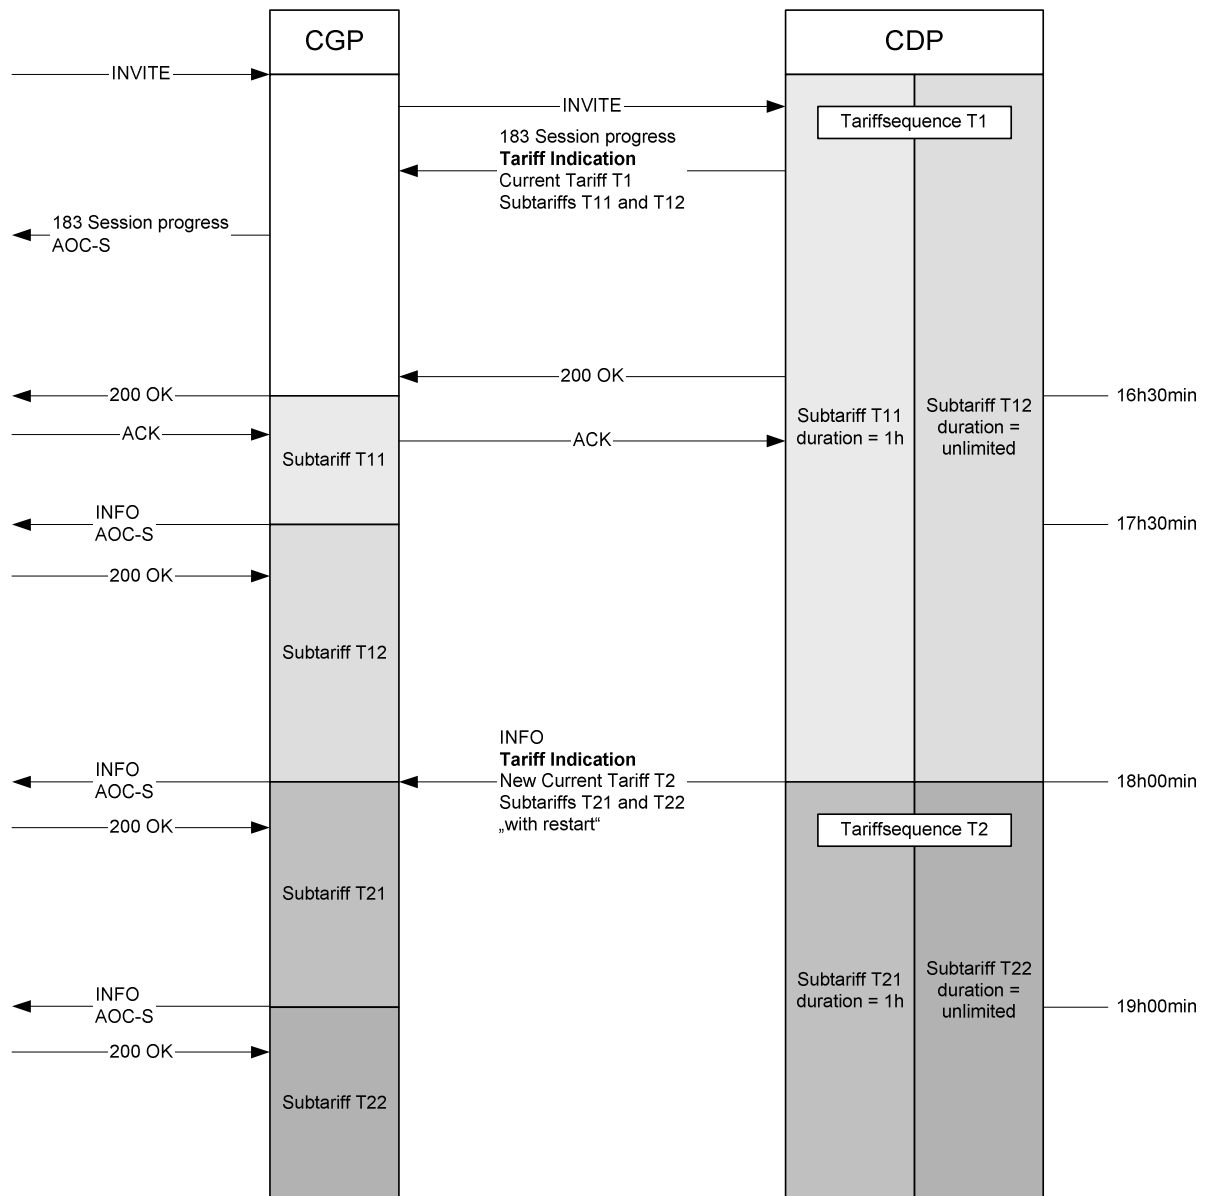 CGP
CDP
INVITE
INVITE
Tariffsequence T1
183 Session progress
Tariff Indication
Current Tariff T1
Subtariffs T11 and T12
183 Session progress
AOC-S
200 OK
200 OK
16h30min
Subtariff T11
duration = 1h
Subtariff T12
duration =
unlimited
ACK
ACK
Subtariff T11
INFO
AOC-S
17h30min
200 OK
Subtariff T12
INFO
Tariff Indication
New Current Tariff T2
Subtariffs T21 and T22
„with restart“
INFO
AOC-S
18h00min
200 OK
Tariffsequence T2
Subtariff T21
Subtariff T21
duration = 1h
Subtariff T22
duration =
unlimited
INFO
AOC-S
19h00min
200 OK
Subtariff T22